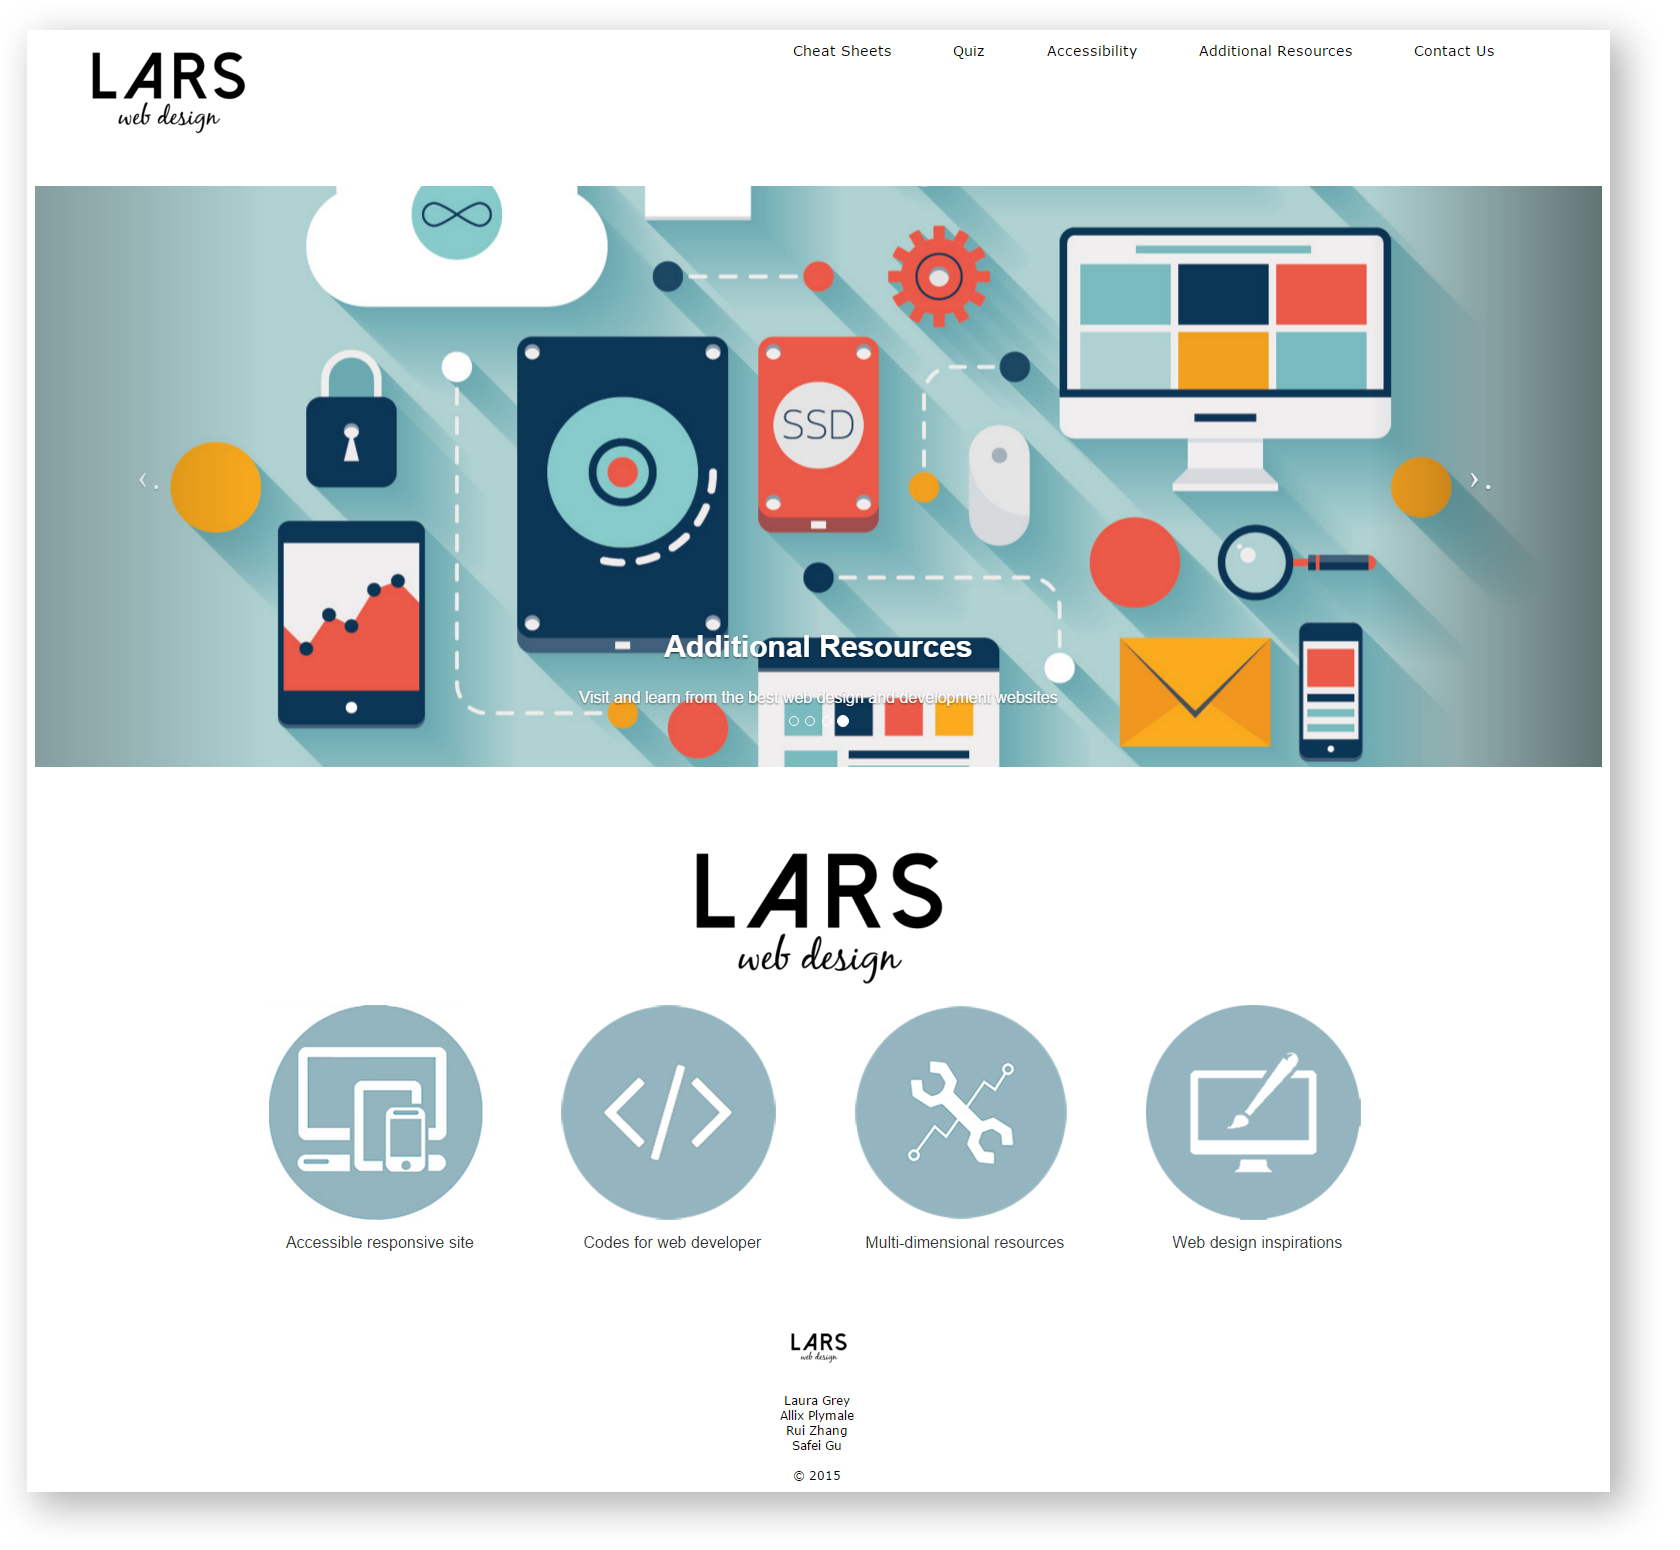 LARS
web design
Cheat Sheets
Quiz
Accessibility
Additional Resources
Contact Us
SSD
Additional Resources
Visit and learn from the best web design and development websites
LARS
web design
Accessible responsive site
Codes for web developer
Multi-dimensional resources
Web design inspirations
LARS
web design
Laura Grey
Allix Plymale
Rui Zhang
Safei Gu
© 2015